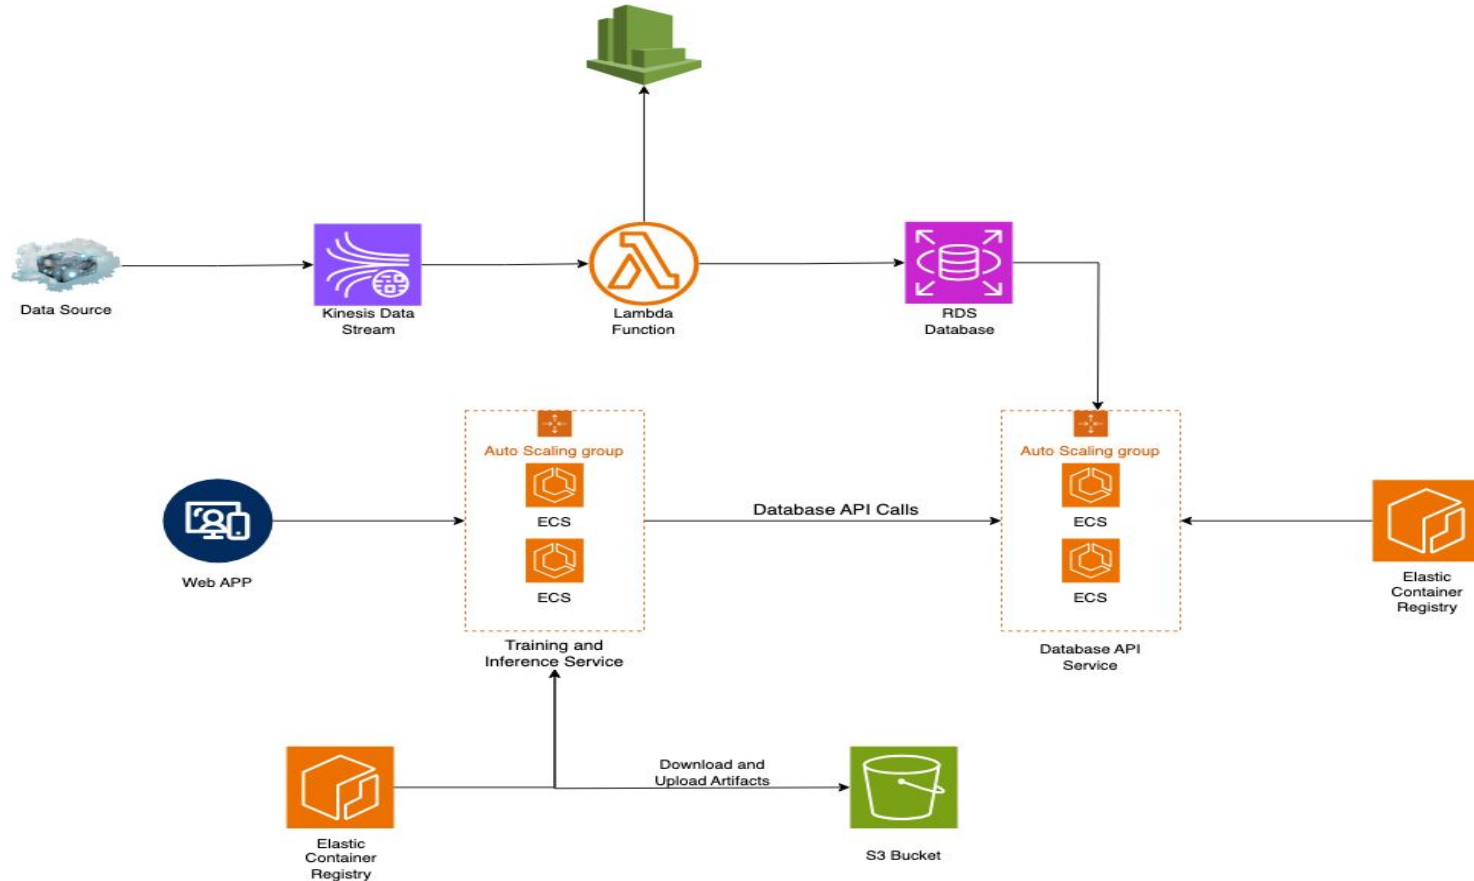 Data Source
Kinesis Data
Stream
Lambda
Function
RDS
Database
Auto Scaling group
ECS
ECS
Training and
Inference Service
Web APP
Database API Calls
Auto Scaling group
ECS
ECS
Database API
Service
Elastic
Container
Registry
Elastic
Container
Registry
Download and
Upload Artifacts
S3 Bucket